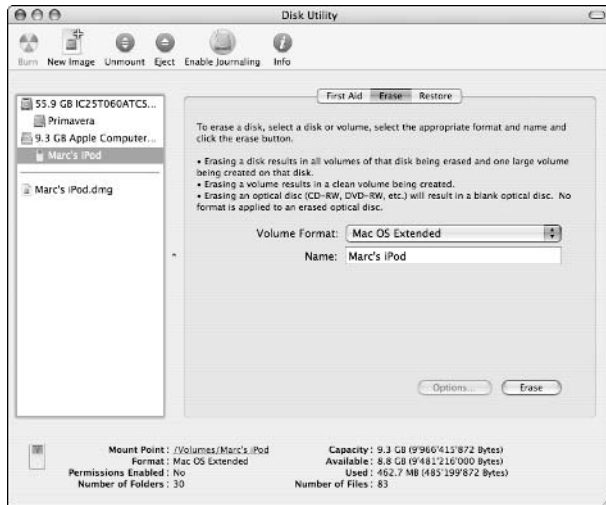 Disk Utility
Burn New Image Unmount Eject Enable Journaling Info
First Aid Erase Restore
55.9 GB IC25T060ATCS...
Primavera
9.3 GB Apple Computer...
Marc's iPod
Marc's iPod.dmg
To erase a disk, select a disk or volume, select the appropriate format and name and
click the erase button.
• Erasing a disk results in all volumes of that disk being erased and one large volume
being created on that disk.
• Erasing a volume results in a clean volume being created.
• Erasing an optical disc (CD-RW, DVD-RW, etc.) will result in a blank optical disc. No
format is applied to an erased optical disc.
Volume Format: Mac OS Extended
Name: Marc's iPod
Options... Erase
Mount Point : /Volumes/Marc's iPod
Format : Mac OS Extended
Permissions Enabled : No
Number of Folders : 30
Capacity : 9.3 GB (9'966'415'872 Bytes)
Available : 8.8 GB (9'481'216'000 Bytes)
Used : 462.7 MB (485'199'872 Bytes)
Number of Files : 83